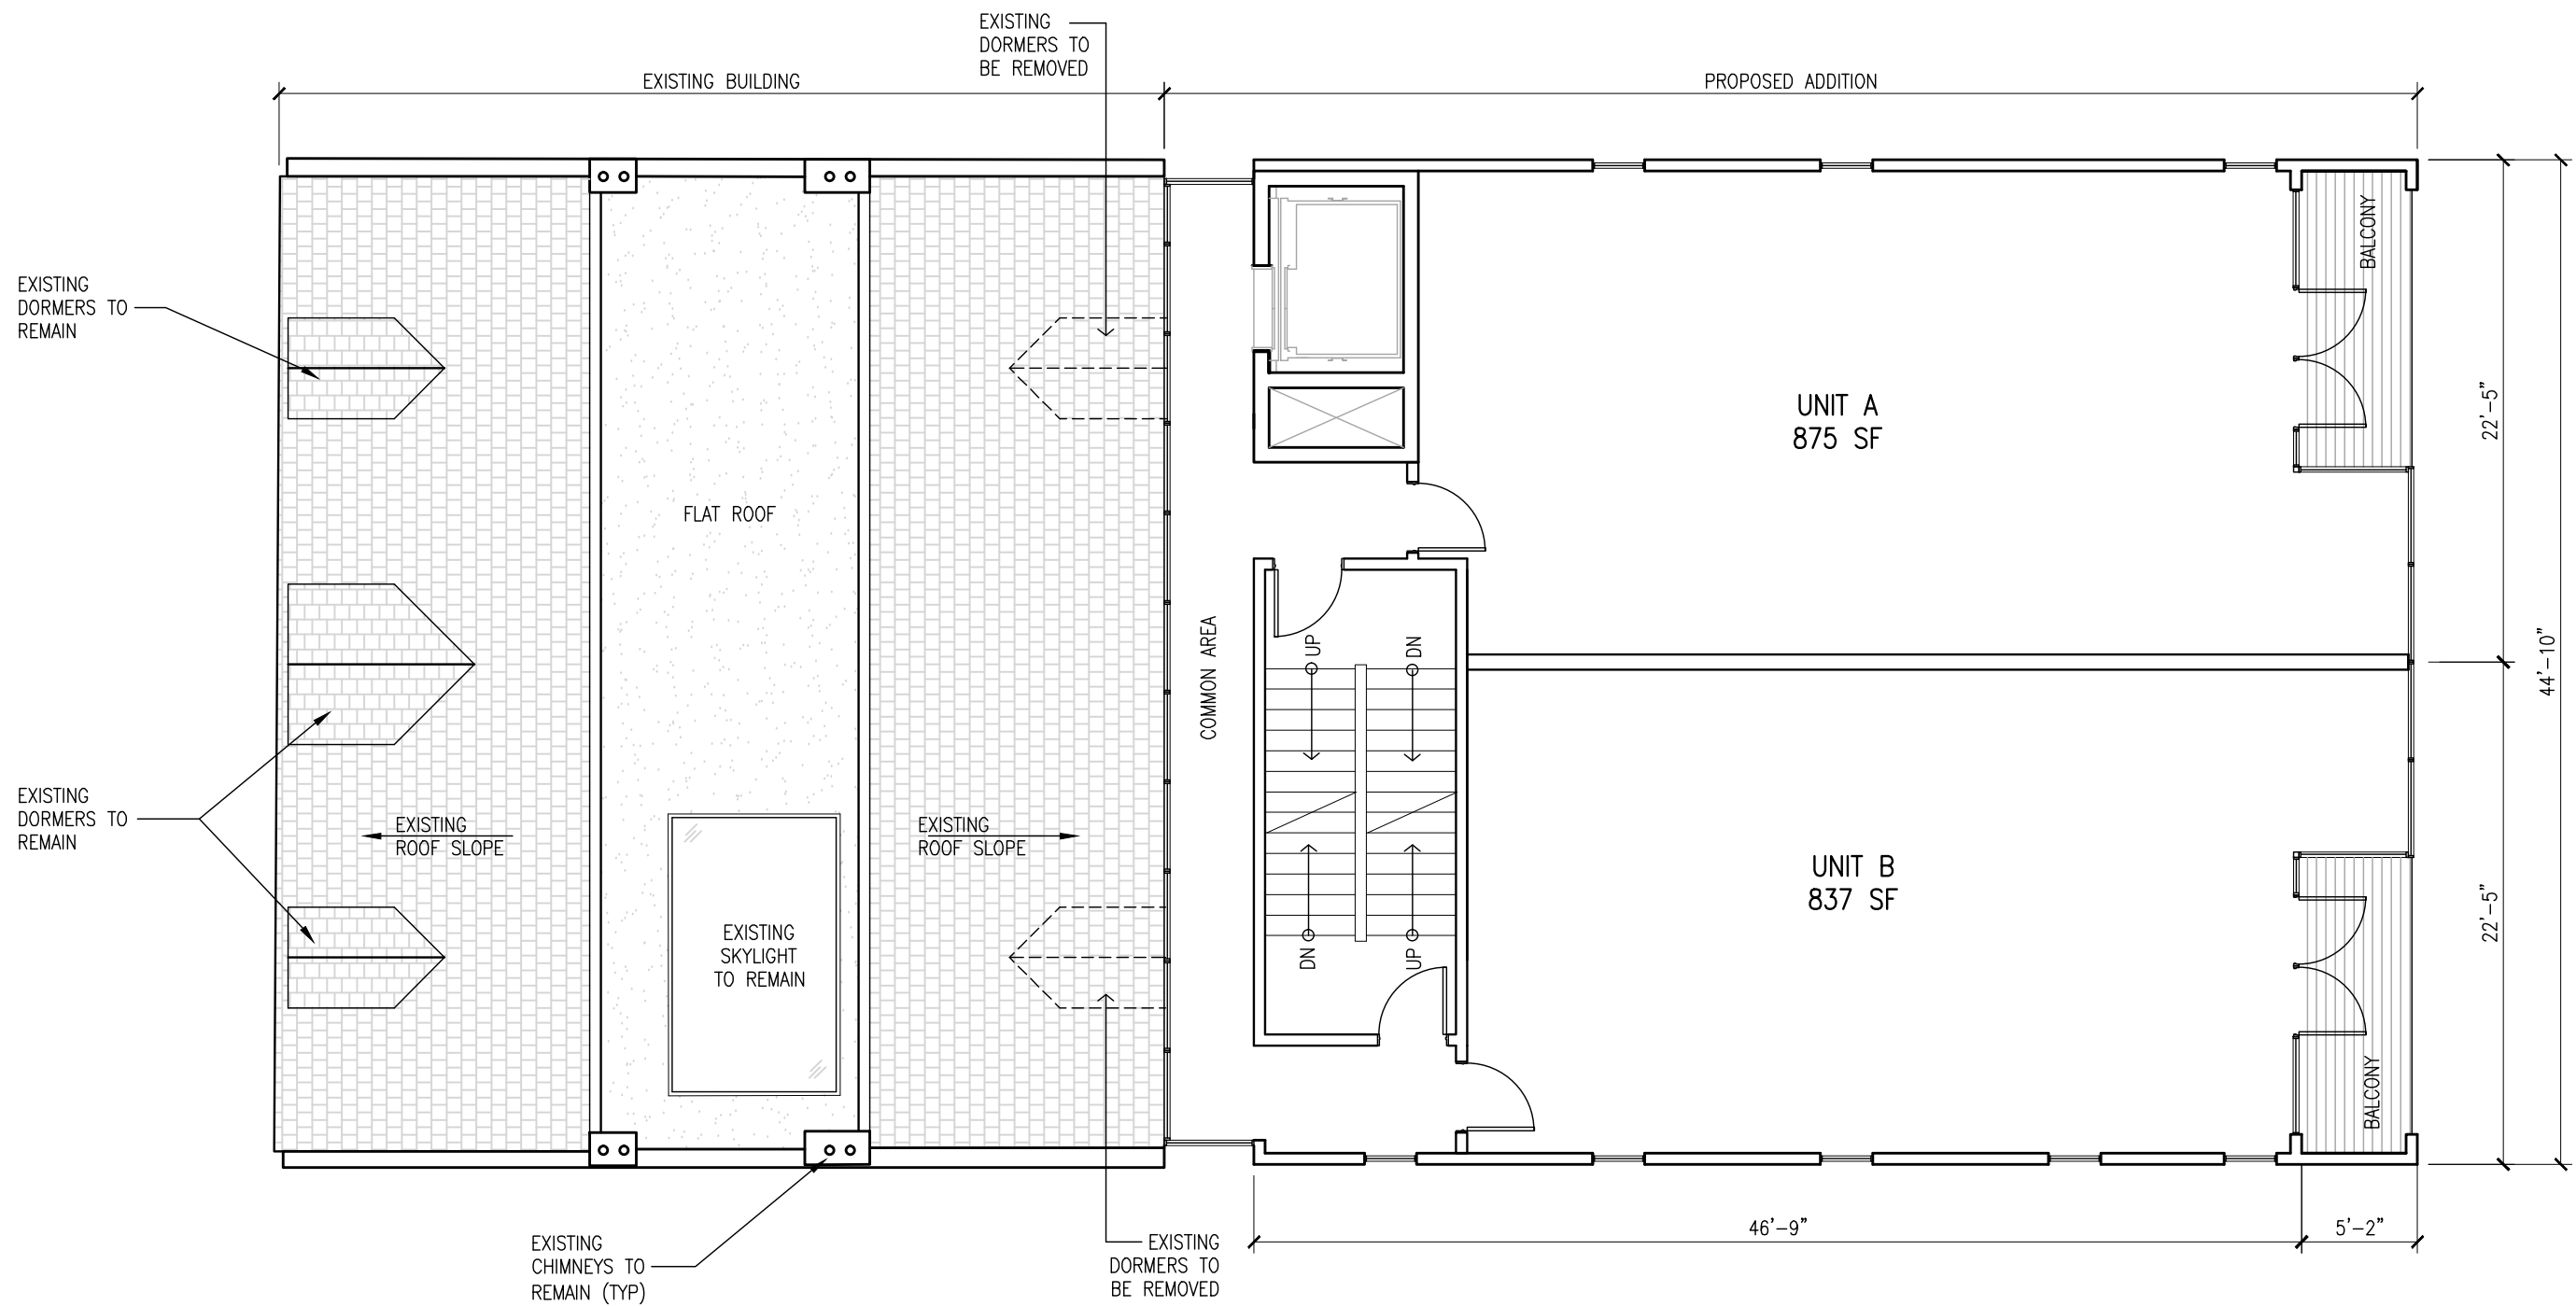 EXISTING
DORMERS TO
BE REMOVED
EXISTING BUILDING
PROPOSED ADDITION
EXISTING
DORMERS TO
REMAIN
BALCONY
UNIT A
875 SF
22'-5"
FLAT ROOF
COMMON AREA
UP
DN
44'-10"
EXISTING
DORMERS TO
REMAIN
EXISTING
ROOF SLOPE
EXISTING
ROOF SLOPE
UNIT B
837 SF
22'-5"
EXISTING
SKYLIGHT
TO REMAIN
DN
UP
BALCONY
46'-9"
5'-2"
EXISTING
CHIMNEYS TO
REMAIN (TYP)
EXISTING
DORMERS TO
BE REMOVED